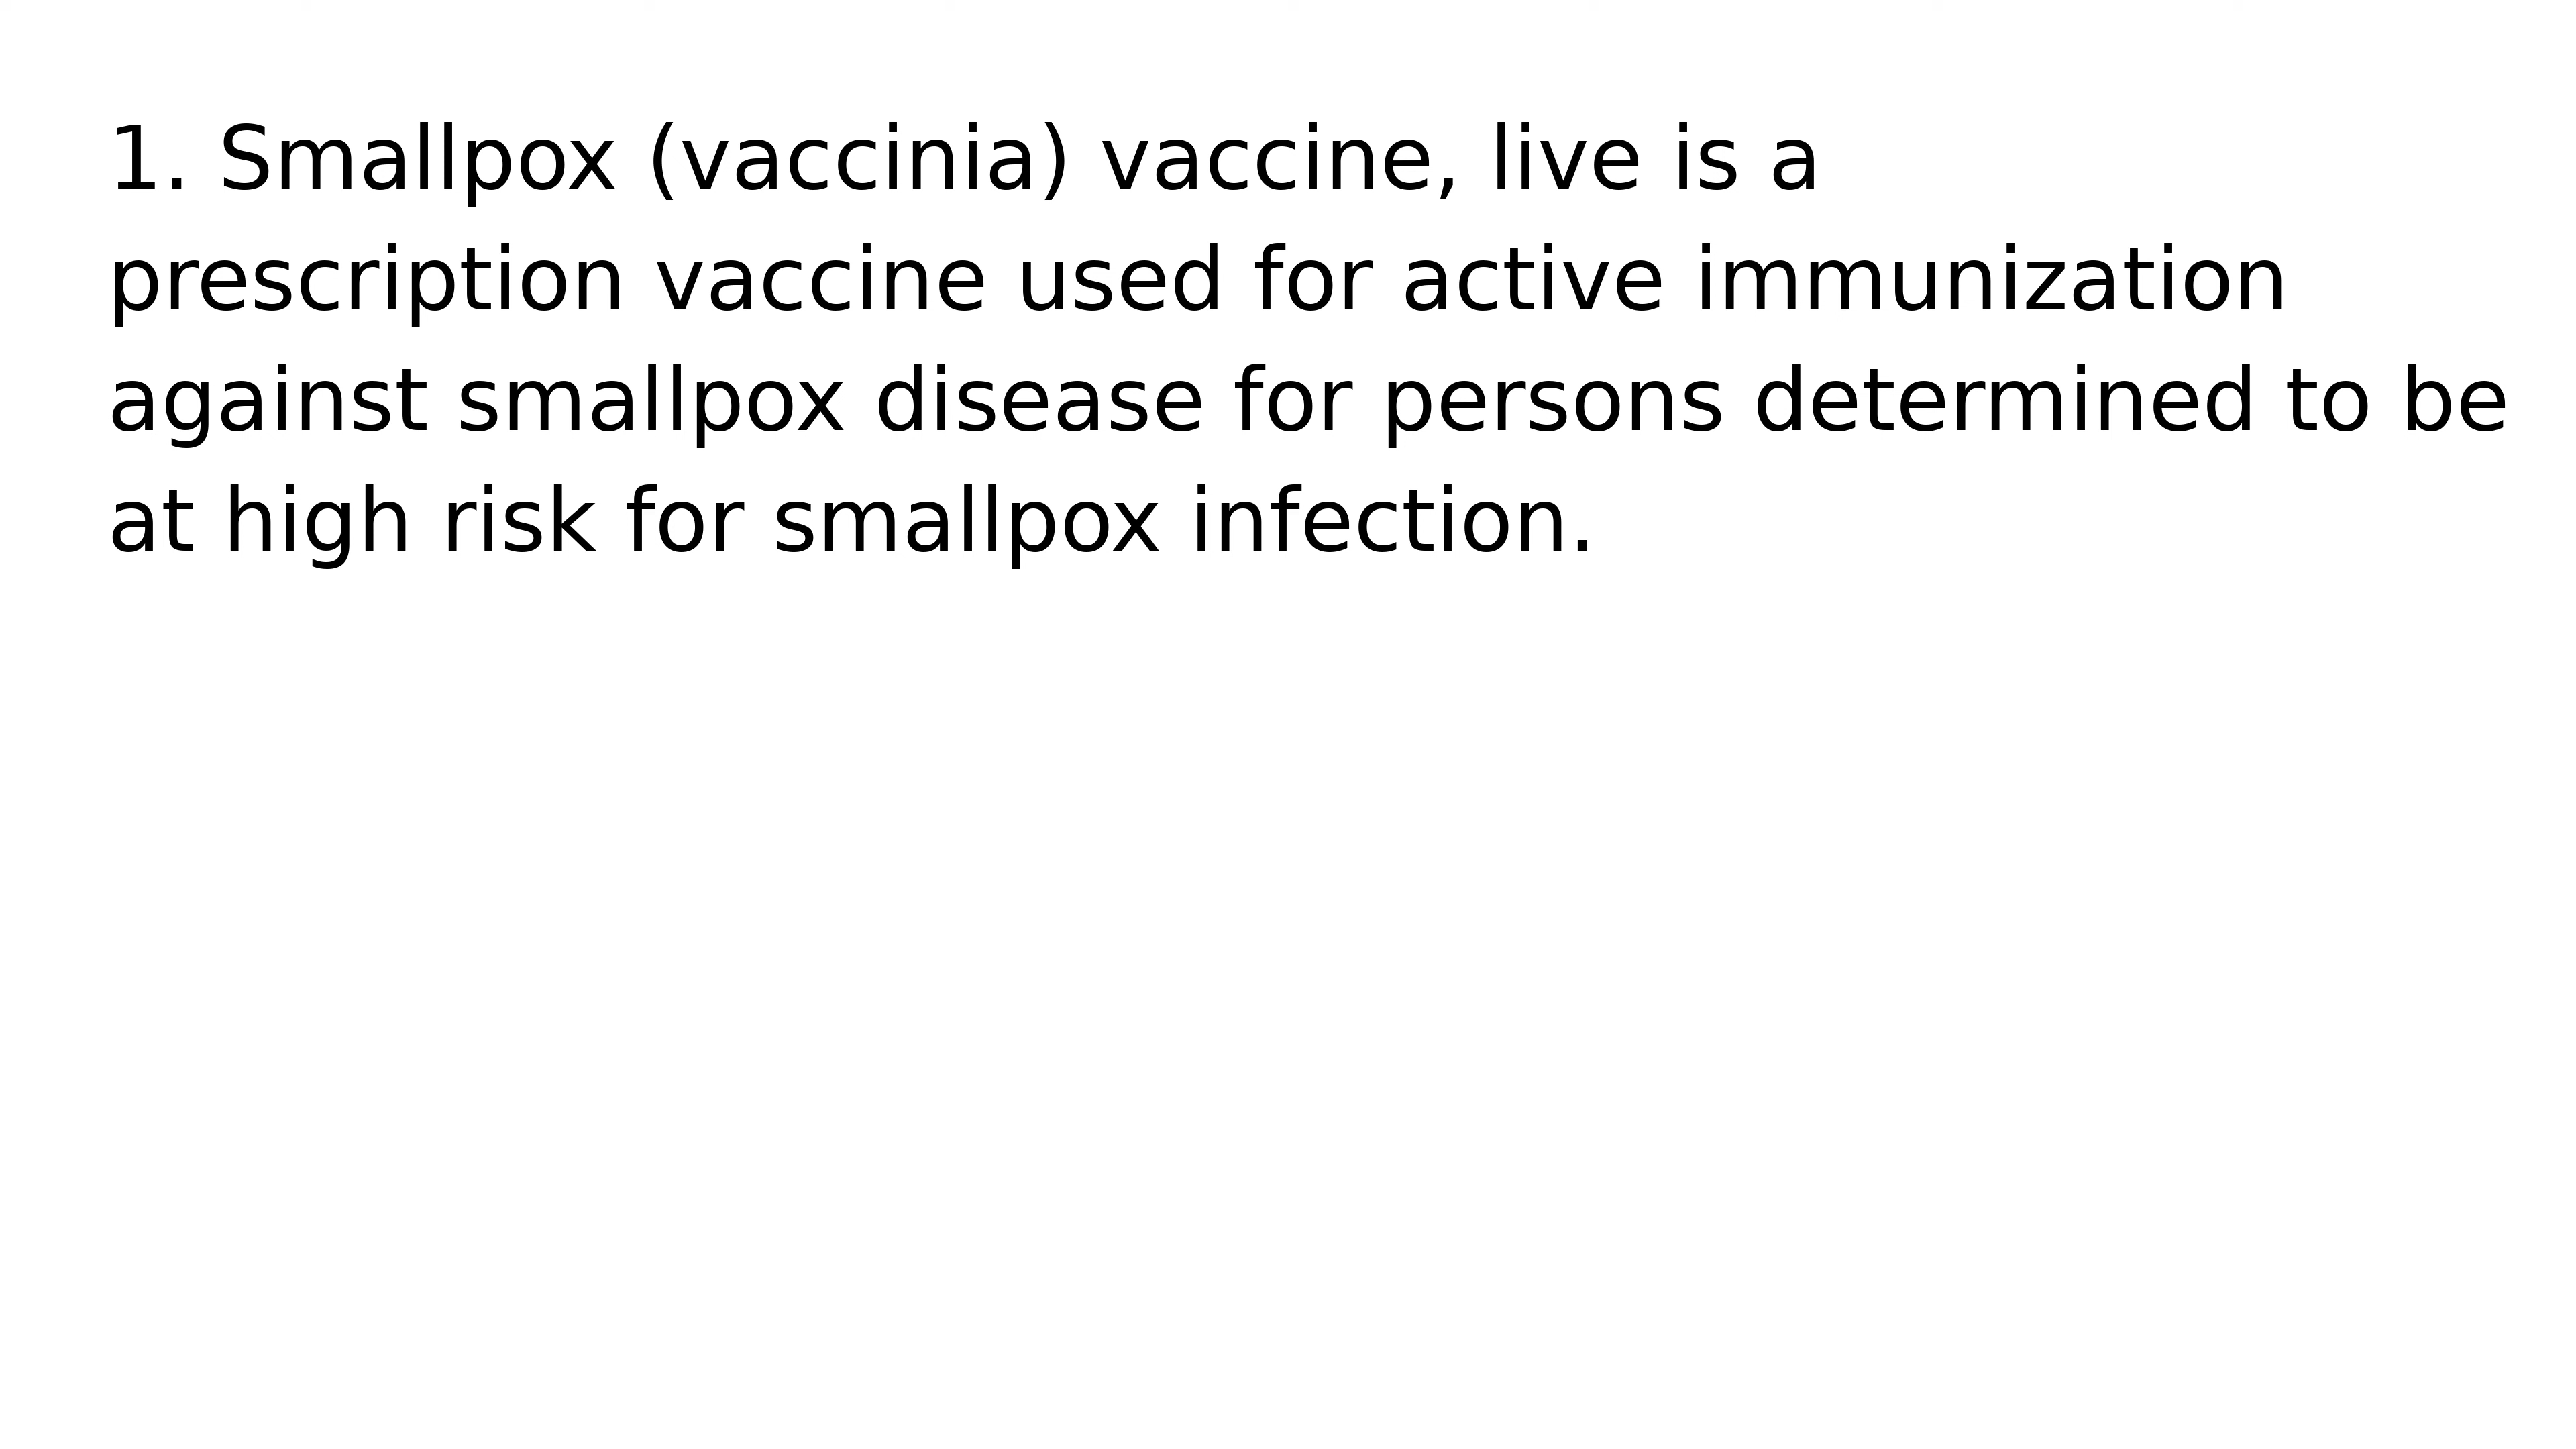 1. Smallpox (vaccinia) vaccine, live is a
prescription vaccine used for active immunization
against smallpox disease for persons determined to be
at high risk for smallpox infection.